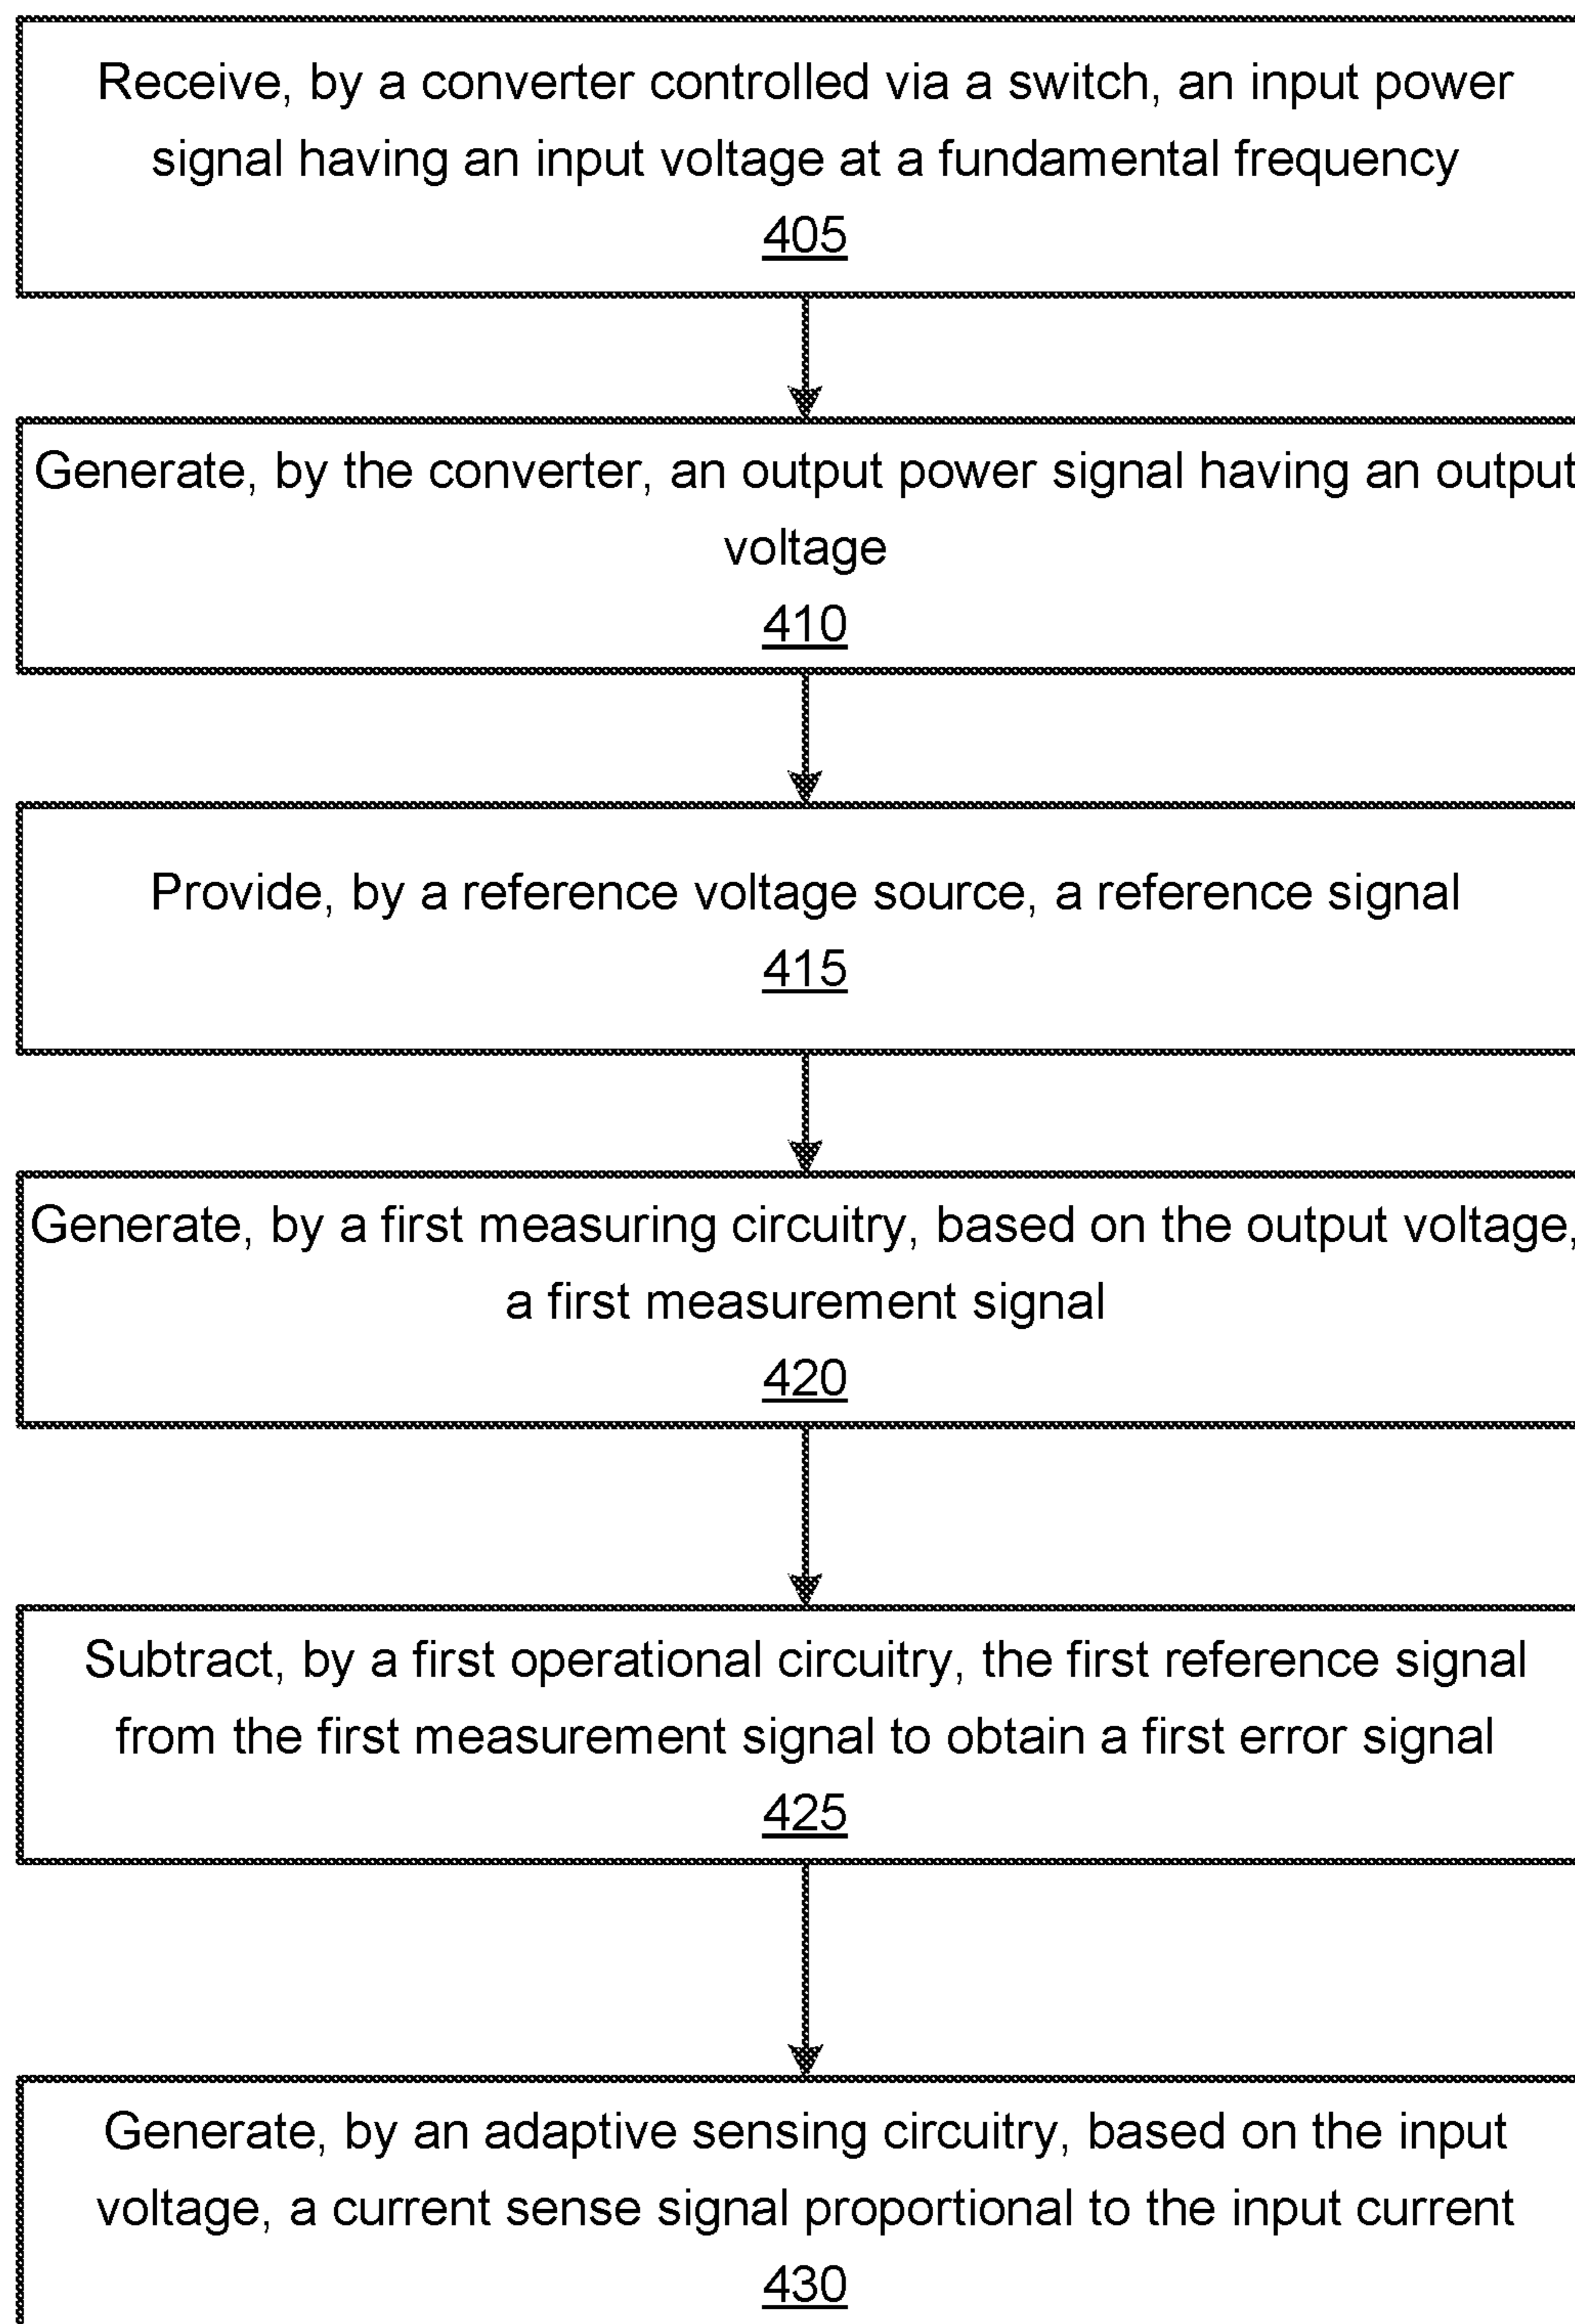 Receive, by a converter controlled via a switch, an input power
signal having an input voltage at a fundamental frequency
405
Generate, by the converter, an output power signal having an output
voltage
410
Provide, by a reference voltage source, a reference signal
415
Generate, by a first measuring circuitry, based on the output voltage,
a first measurement signal
420
Subtract, by a first operational circuitry, the first reference signal
from the first measurement signal to obtain a first error signal
425
Generate, by an adaptive sensing circuitry, based on the input
voltage, a current sense signal proportional to the input current
430